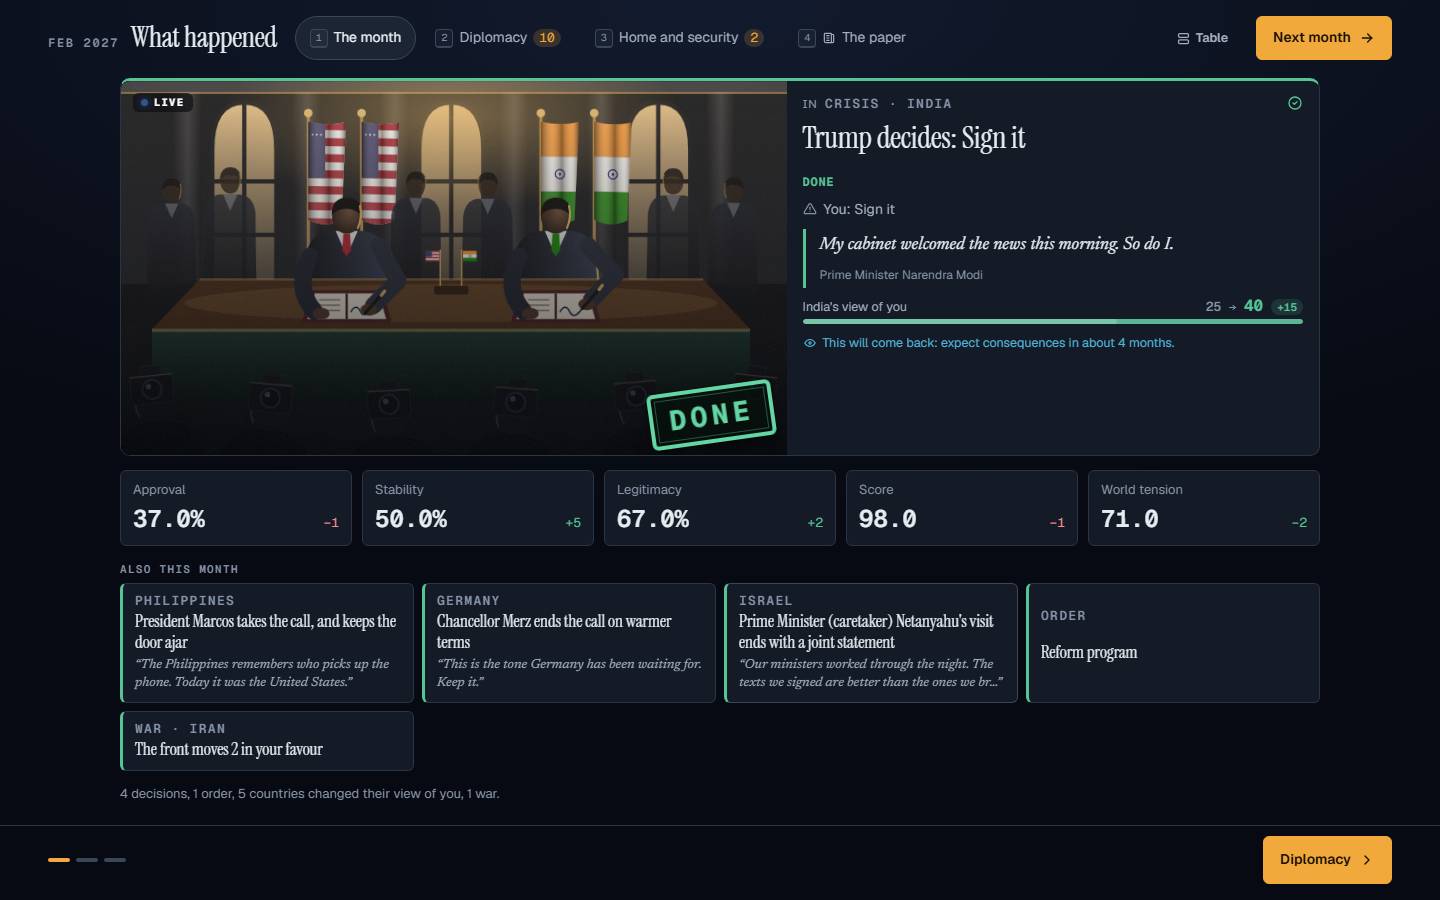 FEB 2027 What happened
1 The month
2 Diplomacy 10
3 Home and security 2
4 The paper
Table
Next month →
LIVE
DONE
IN CRISIS · INDIA
Trump decides: Sign it
DONE
You: Sign it
My cabinet welcomed the news this morning. So do I.
Prime Minister Narendra Modi
India's view of you 25 → 40 +15
This will come back: expect consequences in about 4 months.
Approval
37.0% −1
Stability
50.0% +5
Legitimacy
67.0% +2
Score
98.0 −1
World tension
71.0 −2
ALSO THIS MONTH
PHILIPPINES
President Marcos takes the call, and keeps the
door ajar
“The Philippines remembers who picks up the
phone. Today it was the United States.”
GERMANY
Chancellor Merz ends the call on warmer
terms
“This is the tone Germany has been waiting for.
Keep it.”
ISRAEL
Prime Minister (caretaker) Netanyahu's visit
ends with a joint statement
“Our ministers worked through the night. The
texts we signed are better than the ones we br…”
ORDER
Reform program
WAR · IRAN
The front moves 2 in your favour
4 decisions, 1 order, 5 countries changed their view of you, 1 war.
Diplomacy